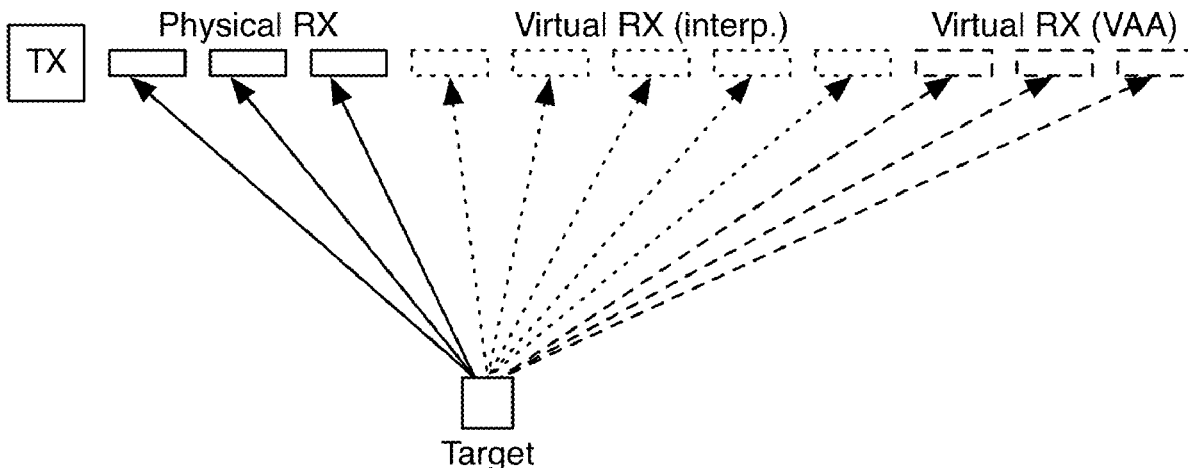 Physical RX
Virtual RX (interp.)
Virtual RX (VAA)
TX
Target